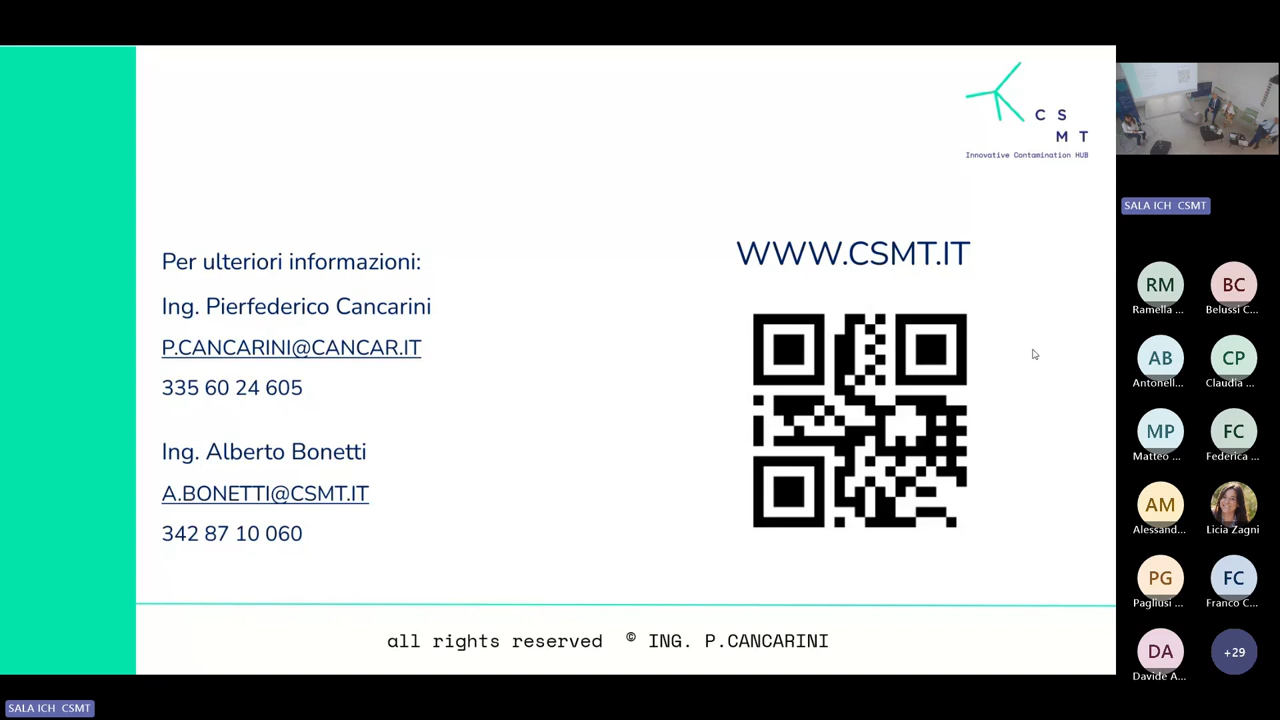 C S
M T
Innovative Contamination HUB
WWW.CSMT.IT
Per ulteriori informazioni:
Ing. Pierfederico Cancarini
P.CANCARINI@CANCAR.IT
335 60 24 605
Ing. Alberto Bonetti
A.BONETTI@CSMT.IT
342 87 10 060
all rights reserved © ING. P.CANCARINI
SALA ICH CSMT
SALA ICH CSMT
RM
Ramella ...
BC
Belussi C...
AB
Antonell...
CP
Claudia ...
MP
Matteo ...
FC
Federica ...
AM
Alessand...
Licia Zagni
PG
Pagliusi ...
FC
Franco C...
DA
Davide A...
+29